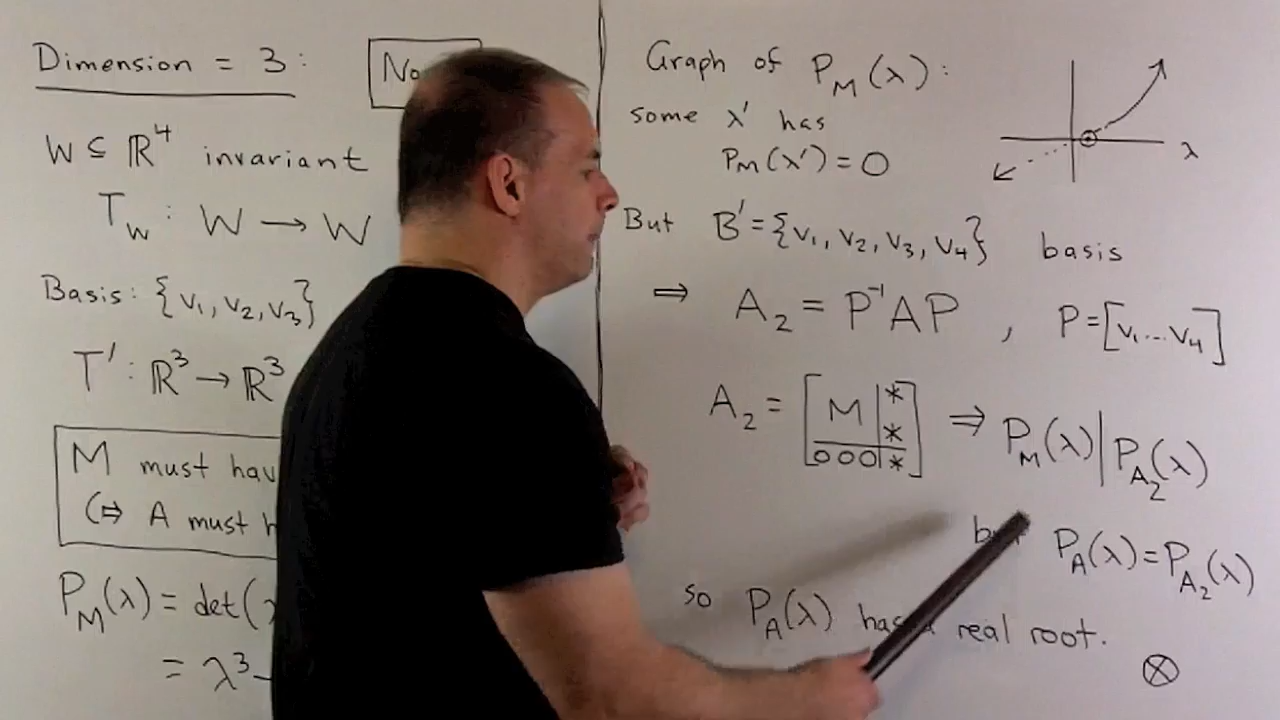 Dimension = 3:
W ⊆ ℝ⁴ invariant
T_W : W → W
Basis: {v₁, v₂, v₃}
T' : ℝ³ → ℝ³
M must
(⇒ A must
P_M(λ) = det(
= λ³ -
Graph of P_M(λ):
some λ' has
P_M(λ') = 0
λ
But B' = {v₁, v₂, v₃, v₄} basis
⇒ A₂ = P⁻¹AP , P = [v₁ ... v₄]
A₂ = [M | * * / 0 0 0 | *] ⇒ P_M(λ) | P_A₂(λ)
P_A(λ) = P_A₂(λ)
so P_A(λ) has real root.
⊗